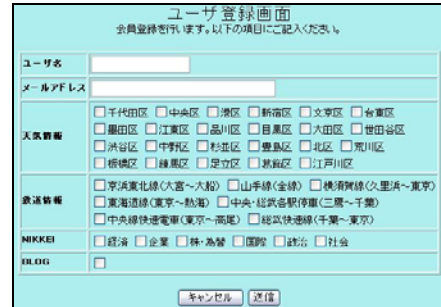 ユーザ登録画面
会員登録を行います。以下の項目にご記入ください。
ユーザ名
メールアドレス
天気情報
千代田区 中央区 港区 新宿区 文京区 台東区
墨田区 江東区 品川区 目黒区 大田区 世田谷区
渋谷区 中野区 杉並区 豊島区 北区 荒川区
板橋区 練馬区 足立区 葛飾区 江戸川区
鉄道情報
京浜東北線(大宮~大船) 山手線(全線) 横須賀線(久里浜~東京)
東海道線(東京~熱海) 中央・総武各駅停車(三鷹~千葉)
中央線快速電車(東京~高尾) 総武快速線(千葉~東京)
NIKKEI
経済 企業 株・為替 国際 政治 社会
BLOG
キャンセル 送信